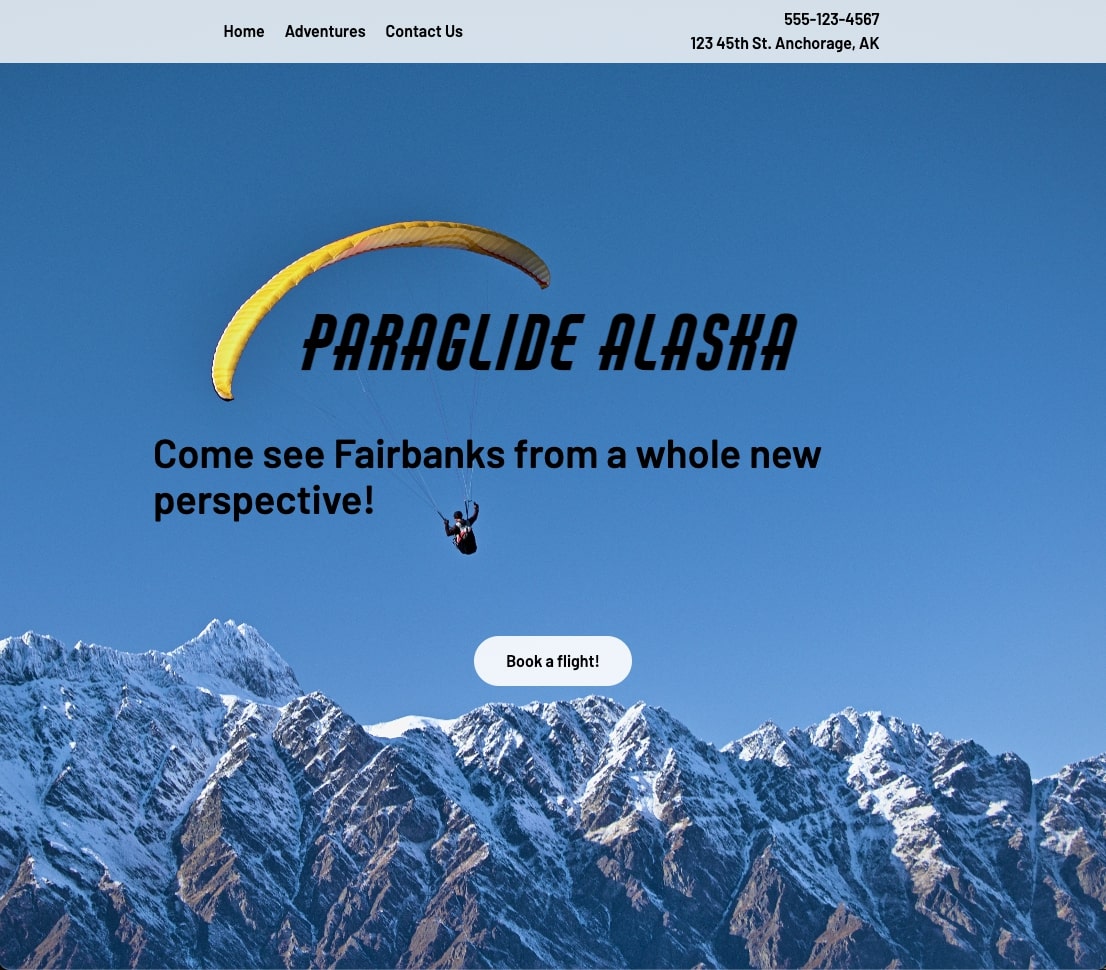 Home Adventures Contact Us
555-123-4567
123 45th St. Anchorage, AK
PARAGLIDE ALASKA
Come see Fairbanks from a whole new
perspective!
Book a flight!